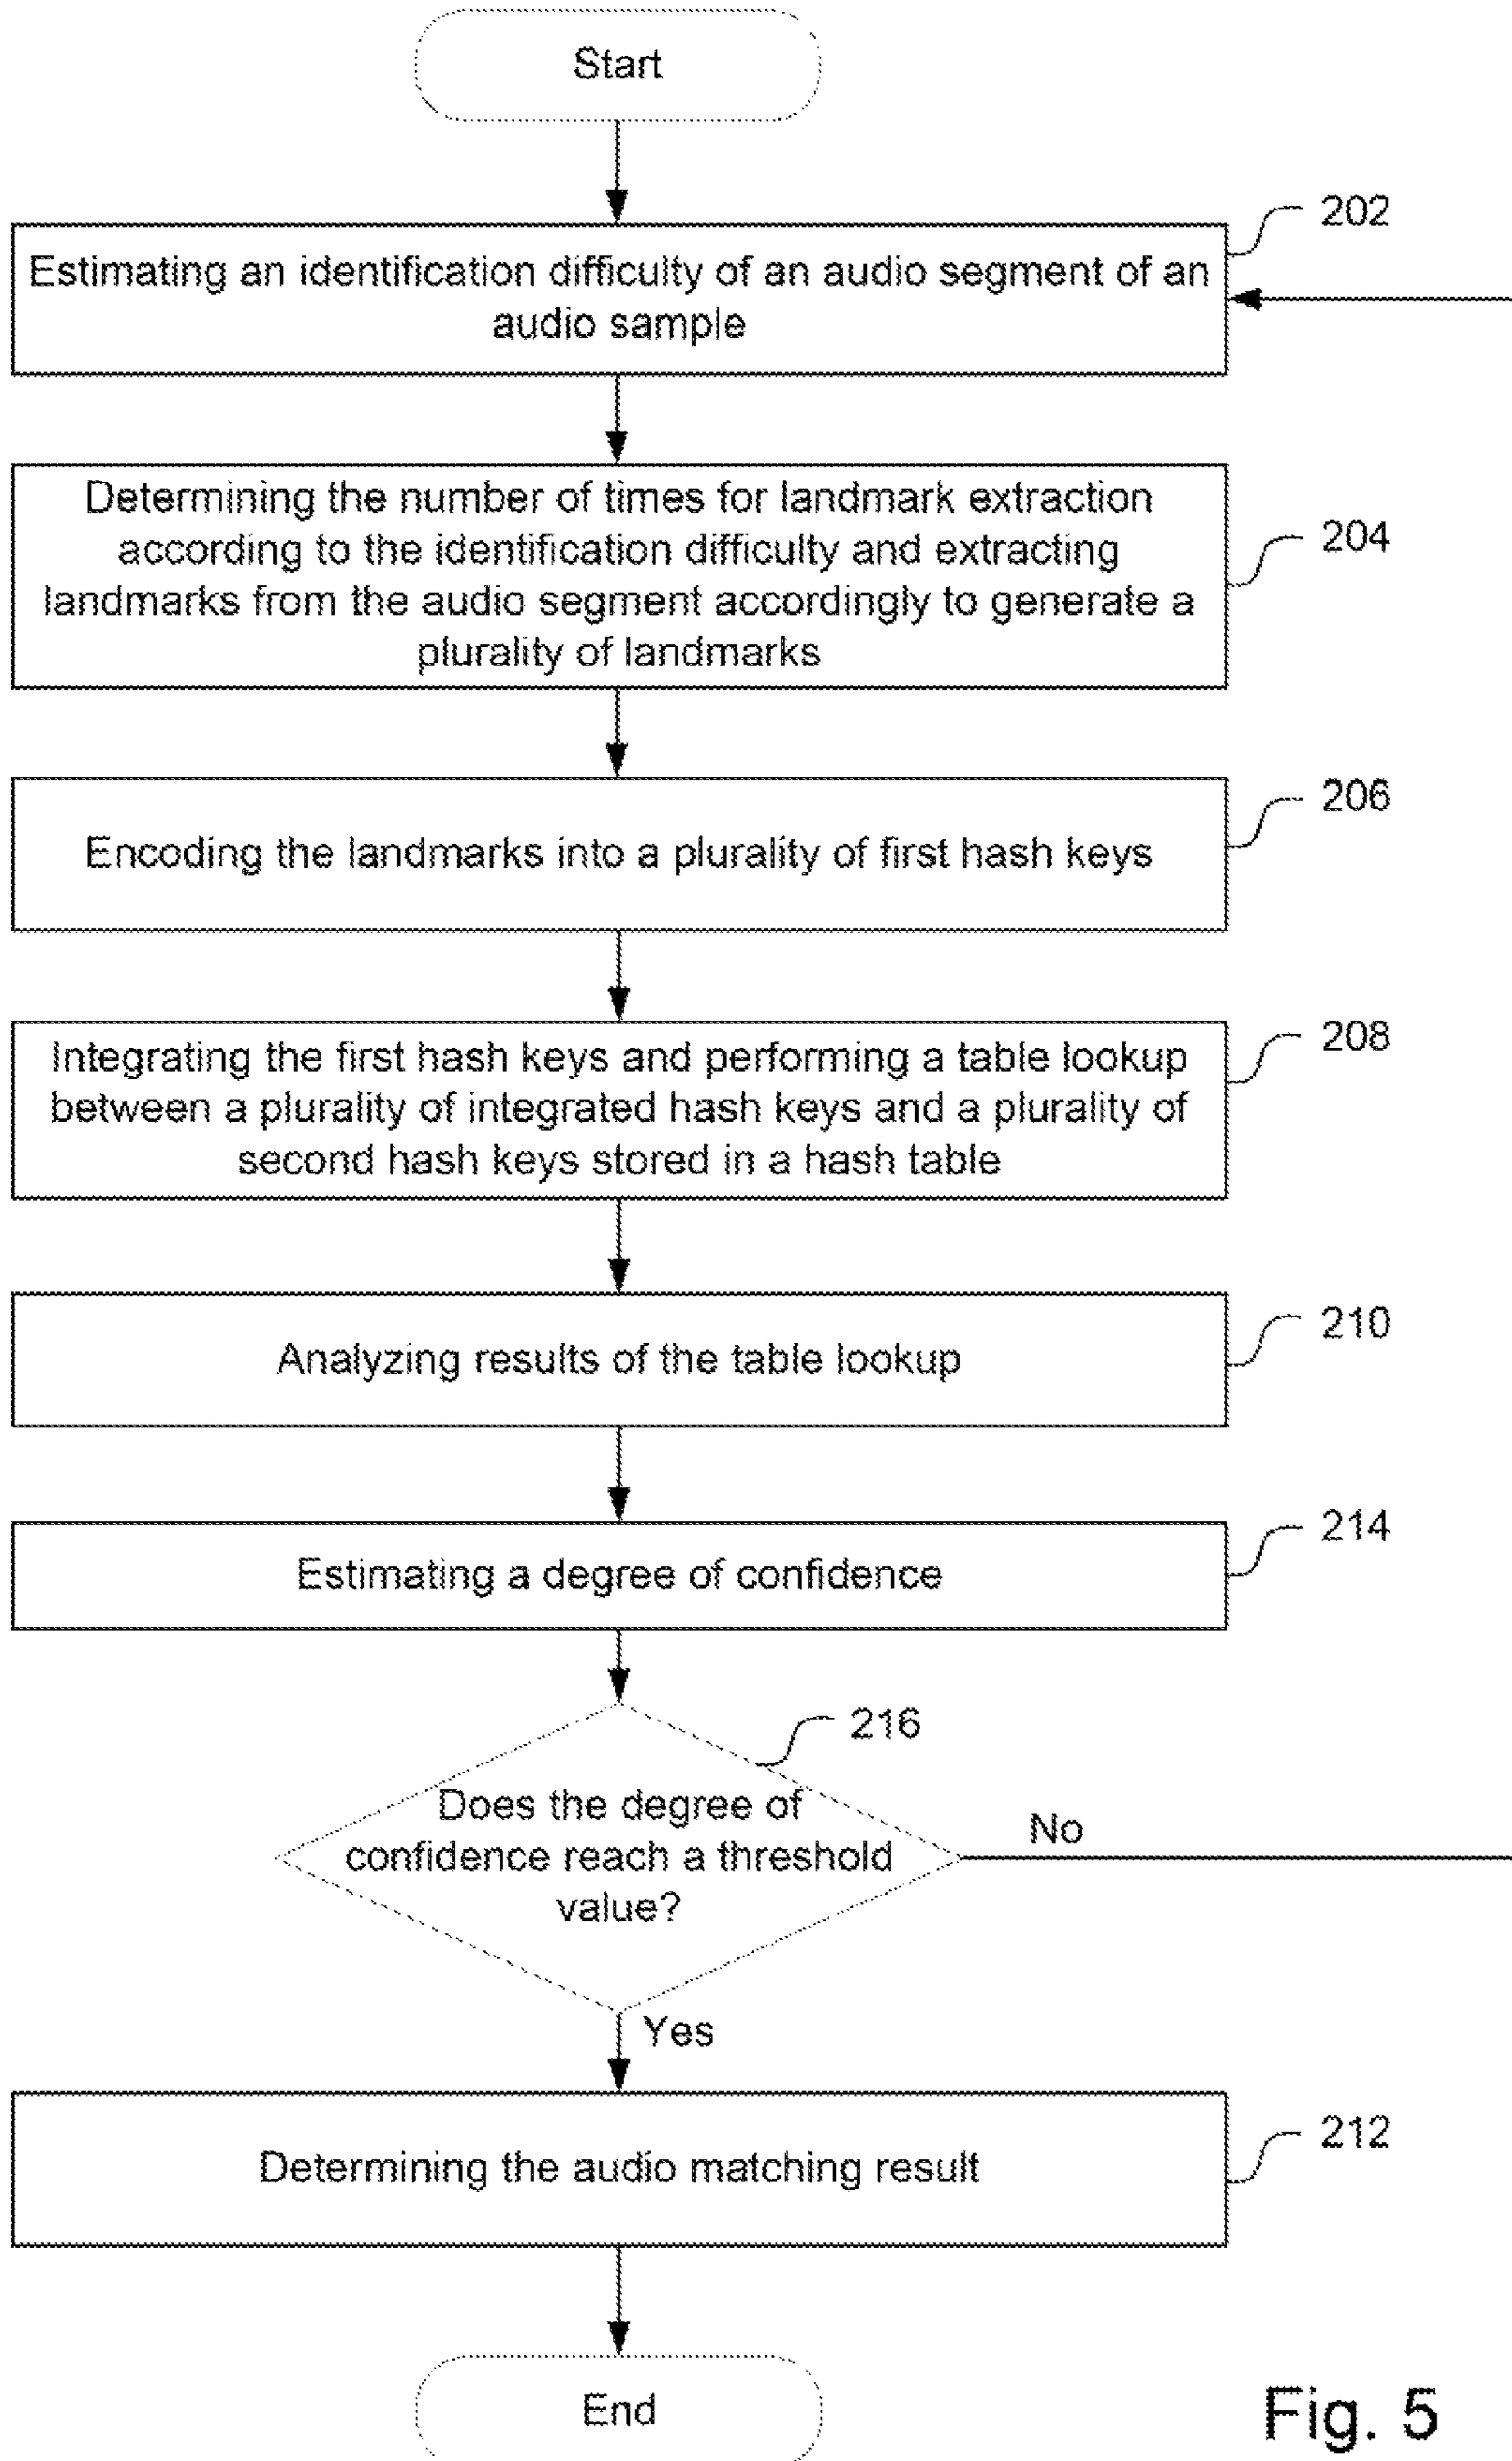 Start
202
Estimating an identification difficulty of an audio segment of an
audio sample
Determining the number of times for landmark extraction
according to the identification difficulty and extracting
landmarks from the audio segment accordingly to generate a
plurality of landmarks
204
206
Encoding the landmarks into a plurality of first hash keys
208
Integrating the first hash keys and performing a table lookup
between a plurality of integrated hash keys and a plurality of
second hash keys stored in a hash table
210
Analyzing results of the table lookup
214
Estimating a degree of confidence
216
Does the degree of
confidence reach a threshold
value?
No
Yes
212
Determining the audio matching result
End
Fig. 5